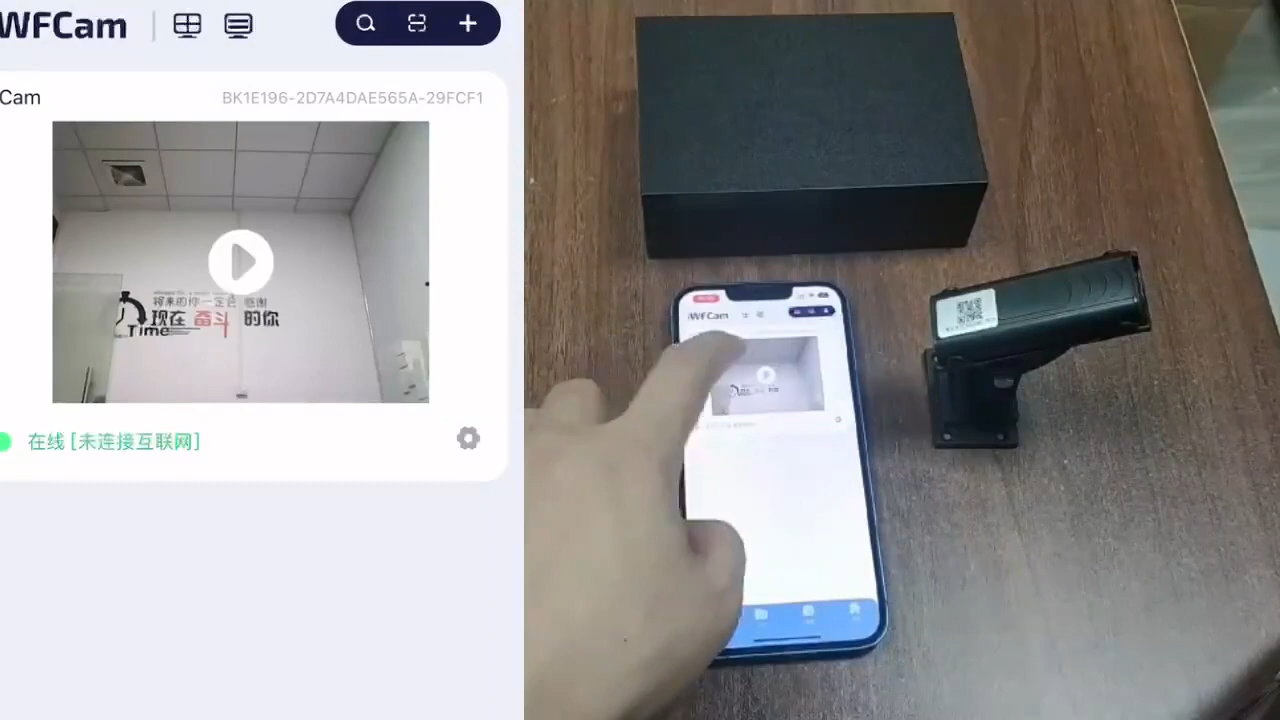 WFCam
Cam
BK1E196-2D7A4DAE565A-29FCF1
将来的你一定会 感谢
现在 奋斗 的你
Time
在线 [未连接互联网]
iWFCam